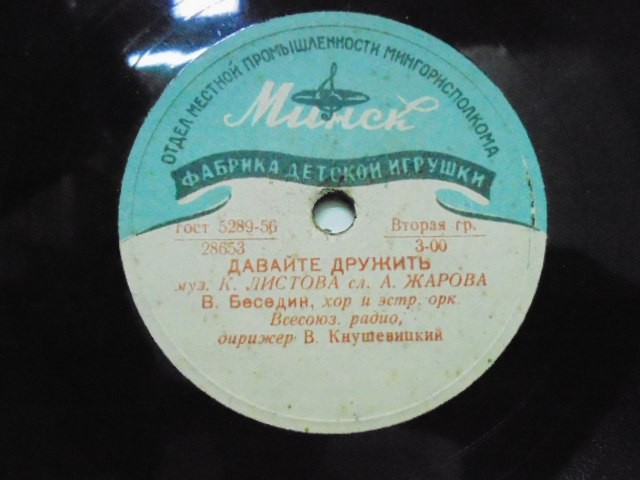 ОТДЕЛ МЕСТНОЙ ПРОМЫШЛЕННОСТИ МИНГОРИСПОЛКОМА
Минск
ФАБРИКА ДЕТСКОЙ ИГРУШКИ
Гост 5289-56
28653
Вторая гр.
3-00
ДАВАЙТЕ ДРУЖИТЬ
муз. К. ЛИСТОВА сл. А. ЖАРОВА
В. Беседин, хор и эстр. орк.
Всесоюз. радио,
дирижер В. Кнушевицкий